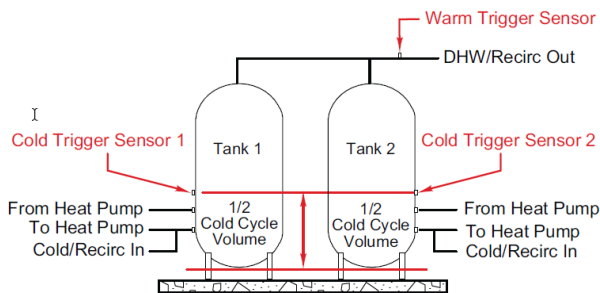 Warm Trigger Sensor
DHW/Recirc Out
Cold Trigger Sensor 1
Tank 1
Tank 2
Cold Trigger Sensor 2
From Heat Pump
To Heat Pump
Cold/Recirc In
1/2
Cold Cycle
Volume
1/2
Cold Cycle
Volume
From Heat Pump
To Heat Pump
Cold/Recirc In